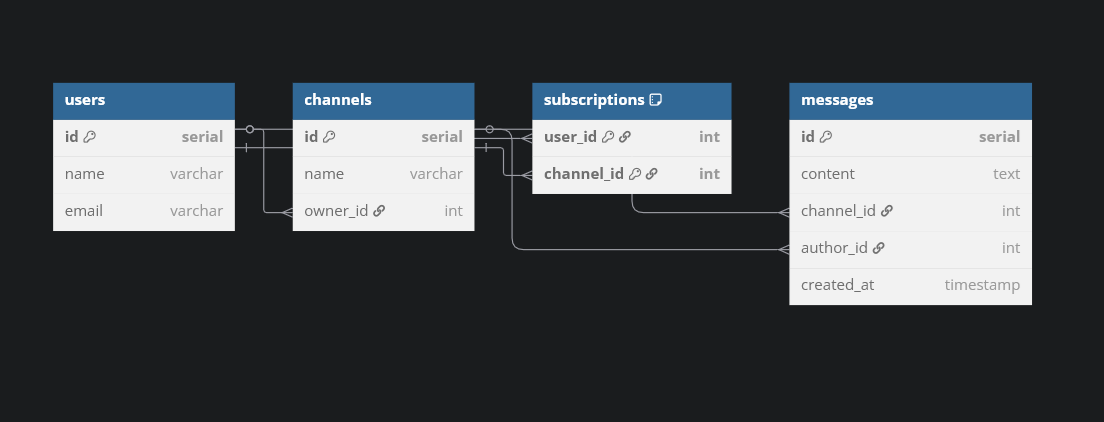 users
id serial
name varchar
email varchar
channels
id serial
name varchar
owner_id int
subscriptions
user_id int
channel_id int
messages
id serial
content text
channel_id int
author_id int
created_at timestamp